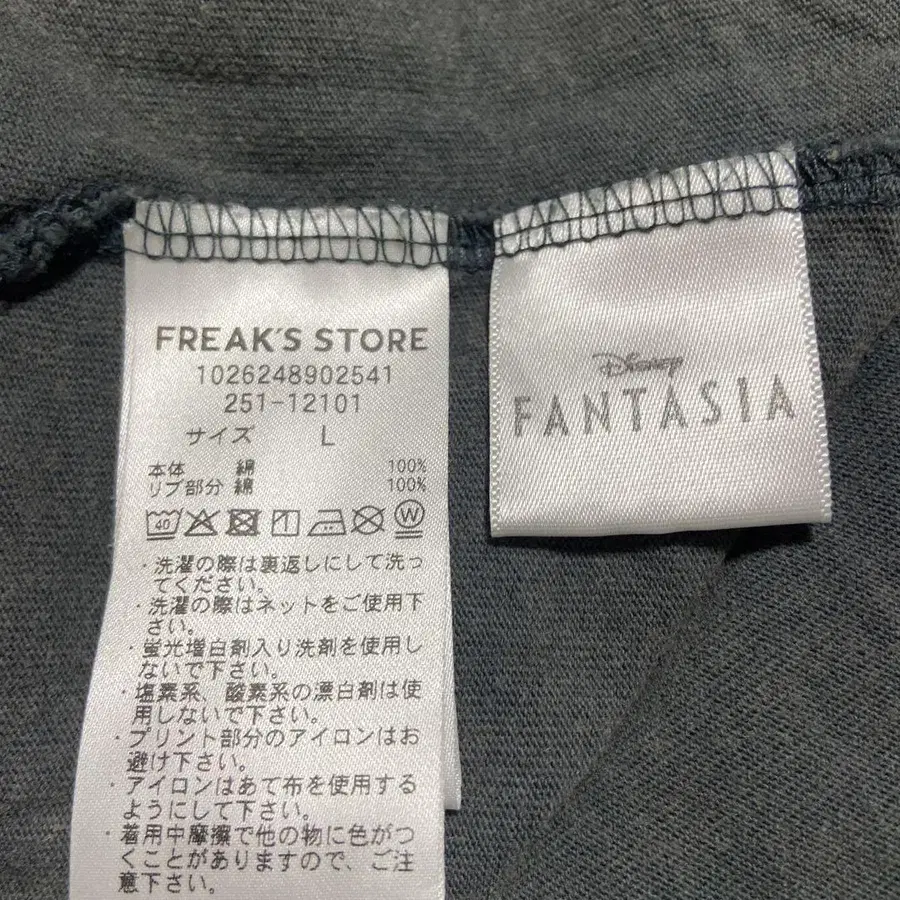 FREAK'S STORE
1026248902541
251-12101
サイズ L
本体 綿 100%
リブ部分 綿 100%
40 W
・洗濯の際は裏返しにして洗っ
てください。
・洗濯の際はネットをご使用下
さい。
・蛍光増白剤入り洗剤を使用し
ないで下さい。
・塩素系、酸素系の漂白剤は使
用しないで下さい。
・プリント部分のアイロンはお
避け下さい。
・アイロンはあて布を使用する
ようにして下さい。
・着用中摩擦で他の物に色がつ
くことがありますので、ご注
意下さい。
Disney
FANTASIA